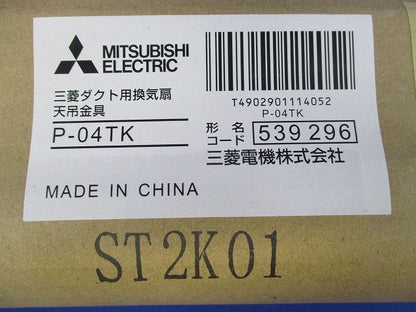 MITSUBISHI
ELECTRIC
三菱ダクト用換気扇
天吊金具
P-04TK
T4902901114052
P-04TK
形名
コード
539 296
三菱電機株式会社
MADE IN CHINA
ST2K01